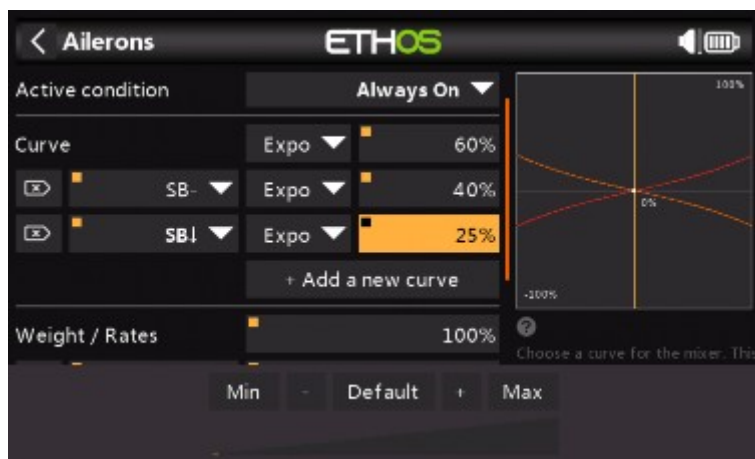 < Ailerons
ETHOS
Active condition Always On
100%
Curve Expo 60%
SB- Expo 40%
0%
SB↓ Expo 25%
+ Add a new curve
-100%
Weight / Rates 100%
Choose a curve for the mixer. This
Min - Default + Max